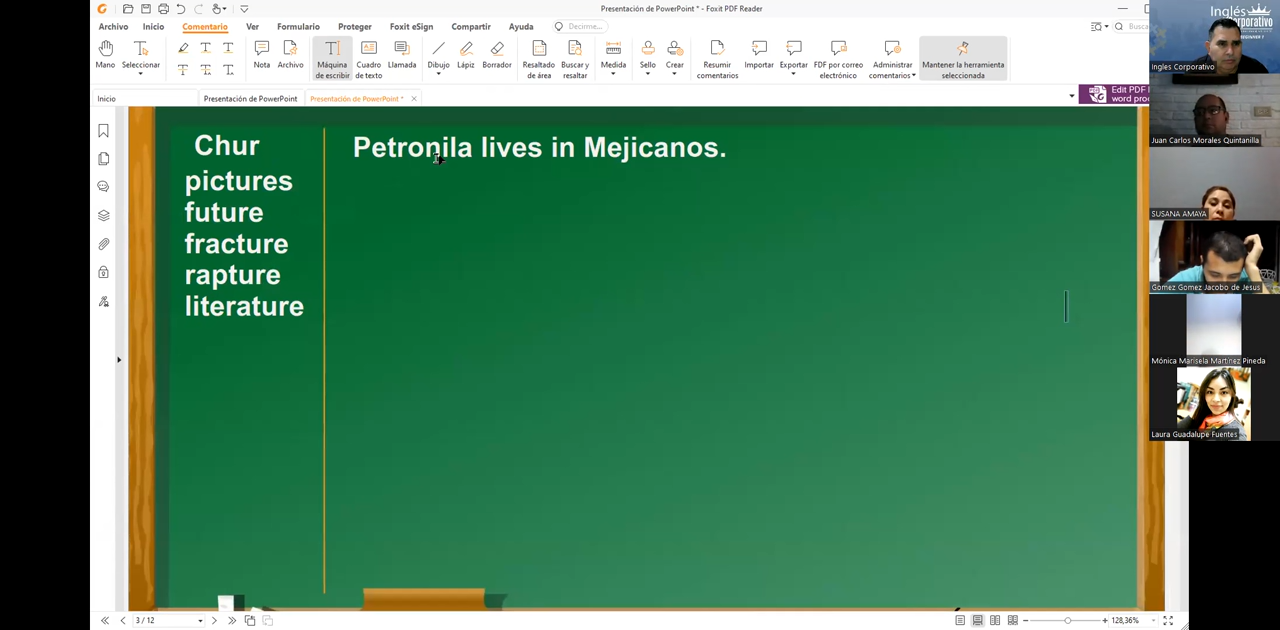 Presentación de PowerPoint * - Foxit PDF Reader
Archivo Inicio Comentario Ver Formulario Proteger Foxit eSign Compartir Ayuda Decirme...
Mano Seleccionar Nota Archivo Máquina de escribir Cuadro de texto Llamada Dibujo Lápiz Borrador Resaltado de área Buscar y resaltar Medida Sello Crear Resumir comentarios Importar Exportar PDF por correo electrónico Administrar comentarios Mantener la herramienta seleccionada
Inicio Presentación de PowerPoint Presentación de PowerPoint *
Edit PDF
word
Chur
pictures
future
fracture
rapture
literature
Petronila lives in Mejicanos.
3 / 12
128,36%
Inglés
Corporativo
Ingles Corporativo
Juan Carlos Morales Quintanilla
SUSANA AMAYA
Gomez Gomez Jacobo de Jesus
Mónica Marisela Martínez Pineda
Laura Guadalupe Fuentes